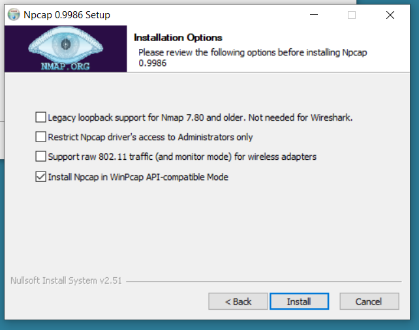 Npcap 0.9986 Setup
Installation Options
Please review the following options before installing Npcap
0.9986
NMAP.ORG
Legacy loopback support for Nmap 7.80 and older. Not needed for Wireshark.
Restrict Npcap driver's access to Administrators only
Support raw 802.11 traffic (and monitor mode) for wireless adapters
Install Npcap in WinPcap API-compatible Mode
Nullsoft Install System v2.51
< Back
Install
Cancel